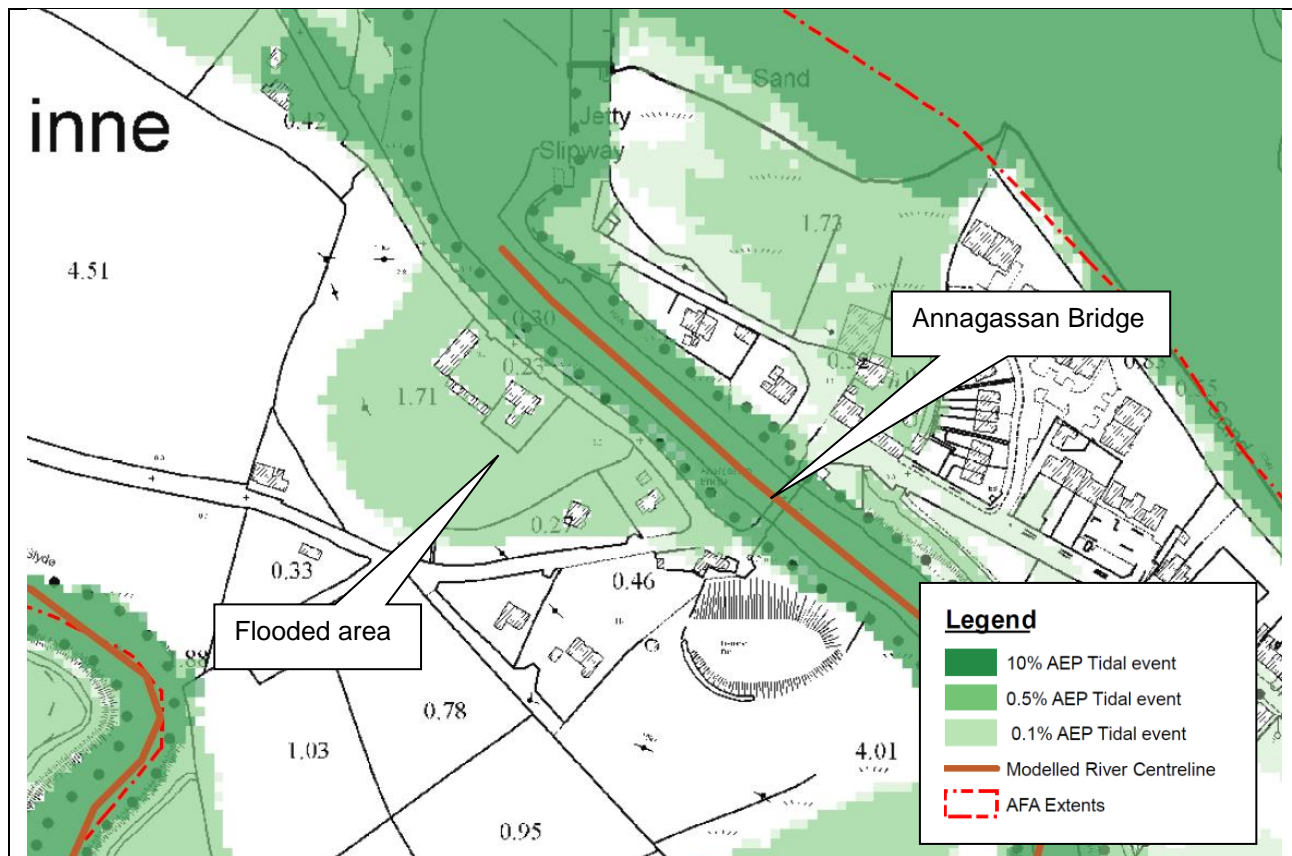 Sand
inne
0.42
Jetty
Slipway
1.73
4.51
Annagassan Bridge
0.30
0.23
0.55
1.71
0.27
0.33
0.46
Flooded area
Legend
10% AEP Tidal event
0.5% AEP Tidal event
0.1% AEP Tidal event
Modelled River Centreline
AFA Extents
.88
0.78
1.03
4.01
0.95